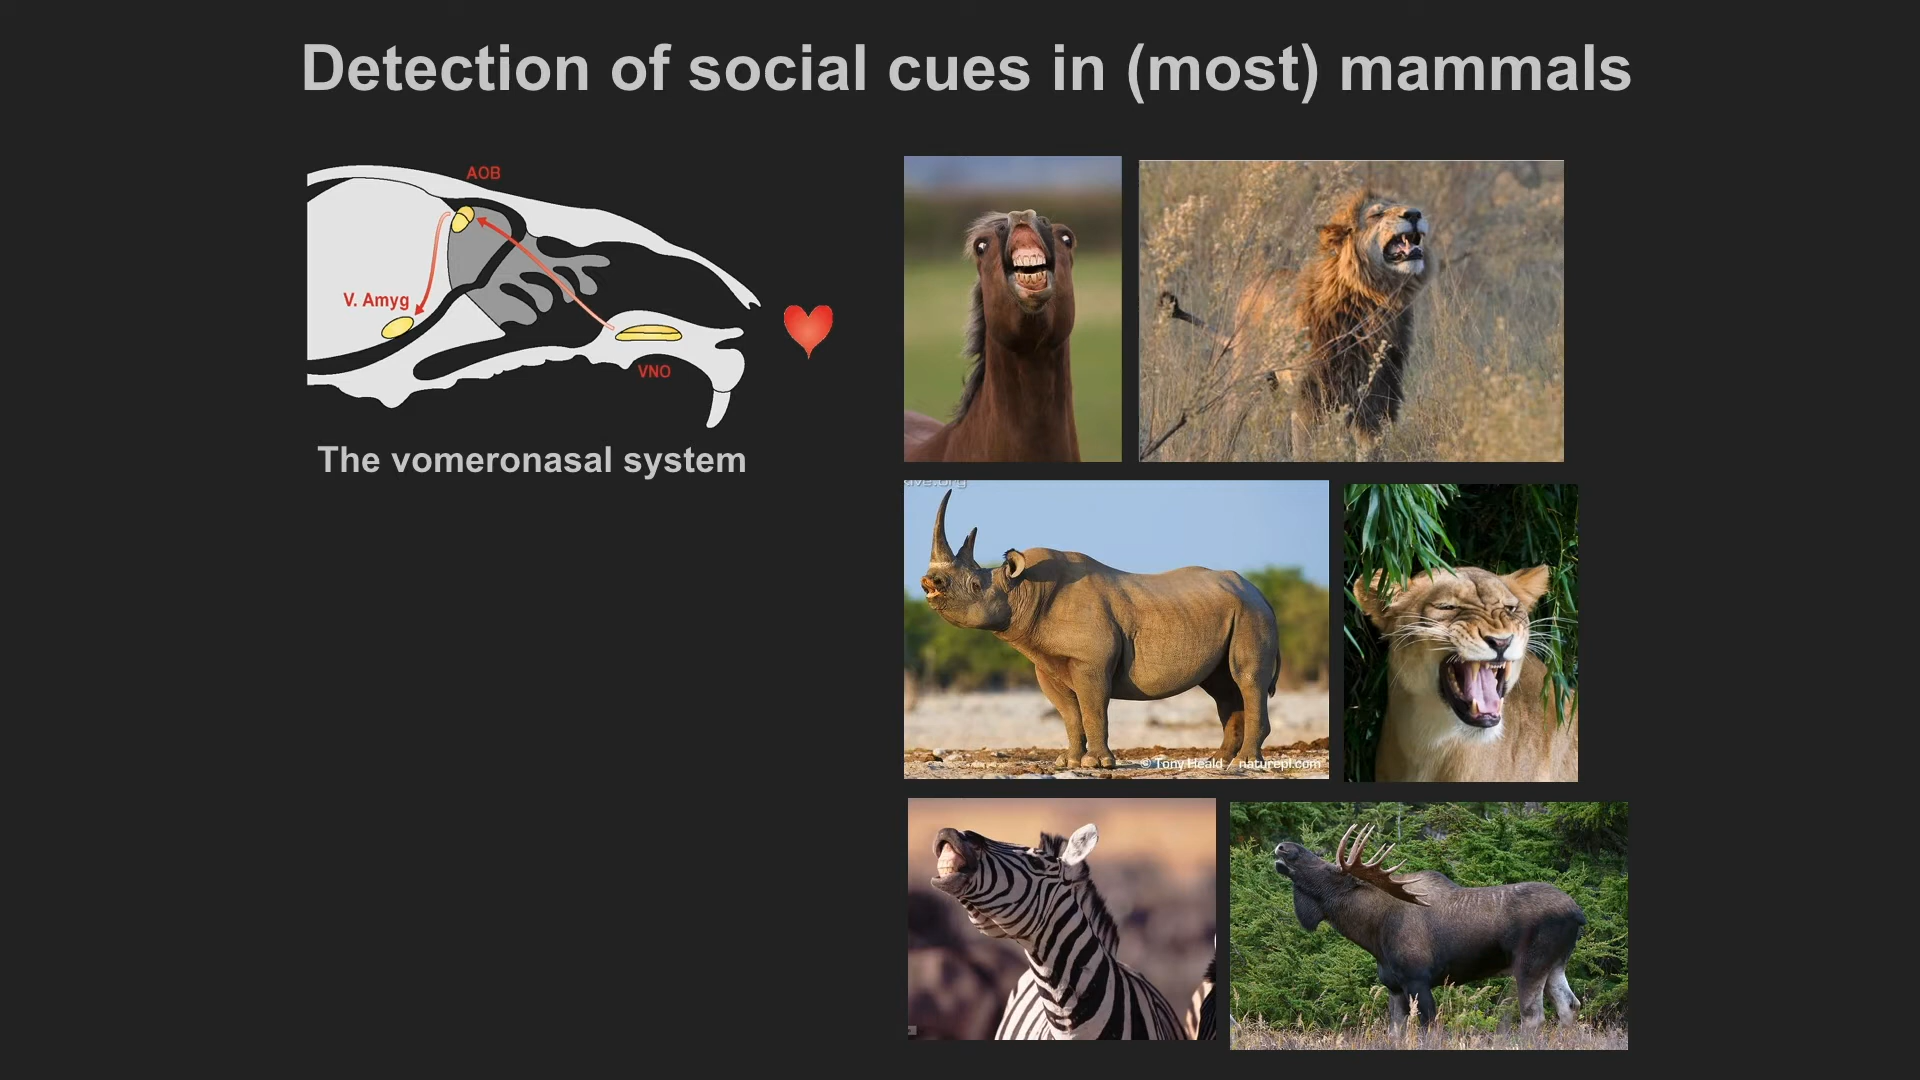 Detection of social cues in (most) mammals
AOB
V. Amyg
VNO
The vomeronasal system
© Tony Heald / naturepl.com